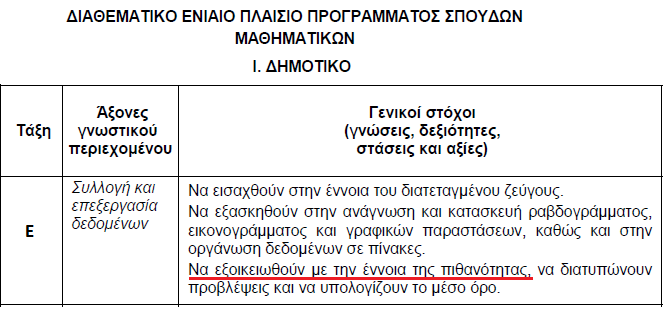 ΔΙΑΘΕΜΑΤΙΚΟ ΕΝΙΑΙΟ ΠΛΑΙΣΙΟ ΠΡΟΓΡΑΜΜΑΤΟΣ ΣΠΟΥΔΩΝ
ΜΑΘΗΜΑΤΙΚΩΝ
Ι. ΔΗΜΟΤΙΚΟ
Τάξη
Άξονες
γνωστικού
περιεχομένου
Γενικοί στόχοι
(γνώσεις, δεξιότητες,
στάσεις και αξίες)
Ε
Συλλογή και
επεξεργασία
δεδομένων
Να εισαχθούν στην έννοια του διατεταγμένου ζεύγους.
Να εξασκηθούν στην ανάγνωση και κατασκευή ραβδογράμματος,
εικονογράμματος και γραφικών παραστάσεων, καθώς και στην
οργάνωση δεδομένων σε πίνακες.
Να εξοικειωθούν με την έννοια της πιθανότητας, να διατυπώνουν
προβλέψεις και να υπολογίζουν το μέσο όρο.